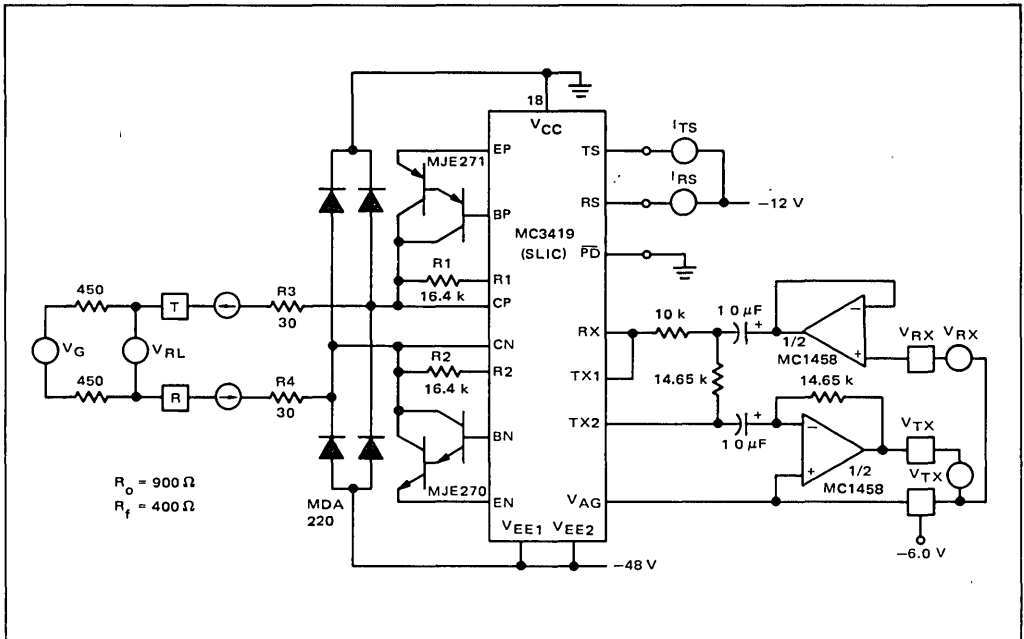 18
VCC
EP
MJE271
BP
R1
R1
16.4 k
CP
CN
R2
R2
16.4 k
BN
MJE270
EN
VEE1 VEE2
–48 V
MC3419
(SLIC)
TS
ITS
RS
IRS
–12 V
PD
RX
10 k
1 0 µF
+
–
+
1/2
MC1458
VRX VRX
TX1
14.65 k
14.65 k
TX2
1 0 µF
+
–
+
1/2
MC1458
VTX
VTX
VAG
–6.0 V
450
T
R3
30
VG
VRL
450
R
R4
30
Ro = 900 Ω
Rf = 400 Ω
MDA
220